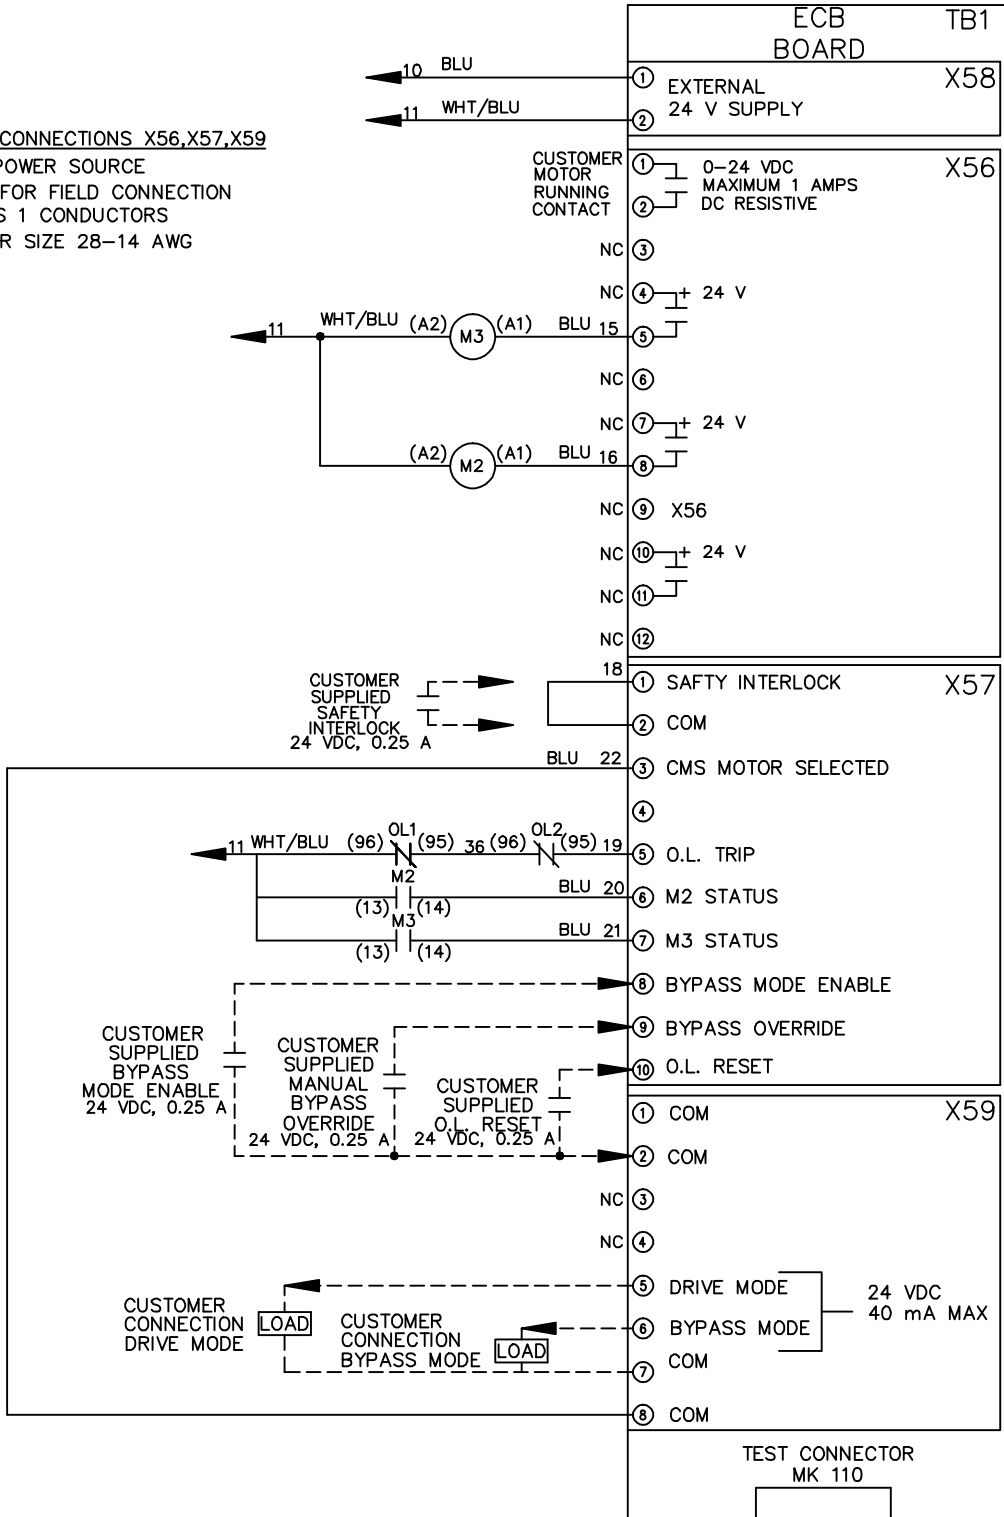 ECB BOARD
TB1
X58
10 BLU
1 EXTERNAL
11 WHT/BLU
2 24 V SUPPLY
CONNECTIONS X56,X57,X59
POWER SOURCE
FOR FIELD CONNECTION
S 1 CONDUCTORS
R SIZE 28-14 AWG
X56
CUSTOMER
MOTOR
RUNNING
CONTACT
1
2
0-24 VDC
MAXIMUM 1 AMPS
DC RESISTIVE
NC 3
NC 4 + 24 V
11 WHT/BLU (A2) M3 (A1) BLU 15 5
NC 6
NC 7 + 24 V
(A2) M2 (A1) BLU 16 8
NC 9 X56
NC 10 + 24 V
NC 11
NC 12
X57
CUSTOMER
SUPPLIED
SAFETY
INTERLOCK
24 VDC, 0.25 A
18 1 SAFTY INTERLOCK
2 COM
BLU 22 3 CMS MOTOR SELECTED
4
11 WHT/BLU (96) OL1 (95) 36 (96) OL2 (95) 19 5 O.L. TRIP
M2
(13) (14) BLU 20 6 M2 STATUS
M3
(13) (14) BLU 21 7 M3 STATUS
8 BYPASS MODE ENABLE
9 BYPASS OVERRIDE
10 O.L. RESET
CUSTOMER
SUPPLIED
BYPASS
MODE ENABLE
24 VDC, 0.25 A
CUSTOMER
SUPPLIED
MANUAL
BYPASS
OVERRIDE
24 VDC, 0.25 A
CUSTOMER
SUPPLIED
O.L. RESET
24 VDC, 0.25 A
X59
1 COM
2 COM
NC 3
NC 4
5 DRIVE MODE
6 BYPASS MODE
24 VDC
40 mA MAX
7 COM
8 COM
CUSTOMER
CONNECTION
DRIVE MODE
LOAD
CUSTOMER
CONNECTION
BYPASS MODE
LOAD
TEST CONNECTOR
MK 110